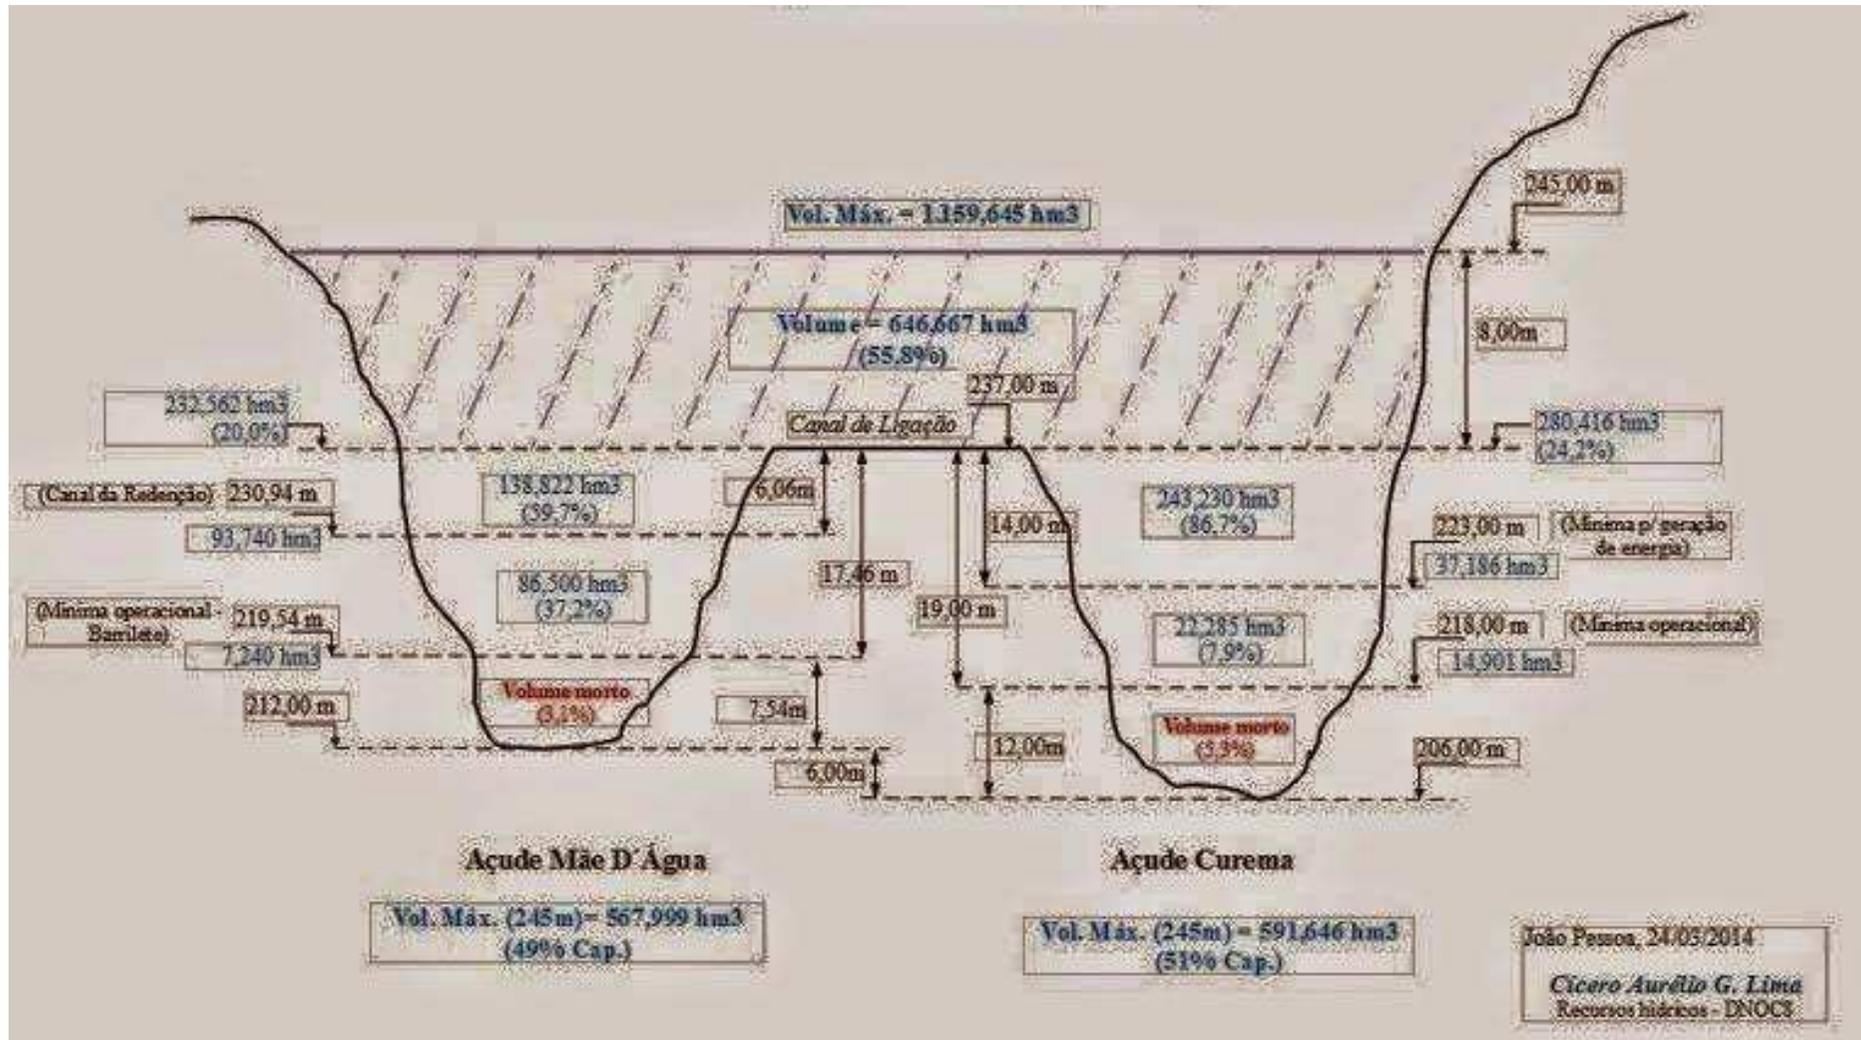 Vol. Máx. = 1.159,645 hm3
245,00 m
Volume = 646,667 hm3
(55,8%)
8,00m
237,00 m
Canal de Ligação
232,562 hm3
(20,0%)
280,416 hm3
(24,2%)
(Canal da Redenção) 230,94 m
93,740 hm3
138,822 hm3
(59,7%)
6,06m
14,00 m
243,230 hm3
(86,7%)
223,00 m
(Mínima p/ geração
de energia)
37,186 hm3
86,500 hm3
(37,2%)
17,46 m
19,00 m
(Mínima operacional -
Barrilete)
219,54 m
7,240 hm3
22,285 hm3
(7,9%)
218,00 m
(Mínima operacional)
14,901 hm3
212,00 m
Volume morto
(3,1%)
7,54m
6,00m
12,00m
Volume morto
(5,3%)
206,00 m
Açude Mãe D´Água
Vol. Máx. (245m)= 567,999 hm3
(49% Cap.)
Açude Curema
Vol. Máx. (245m) = 591,646 hm3
(51% Cap.)
João Pessoa, 24/03/2014
Cícero Aurélio G. Lima
Recursos hídricos - DNOCS